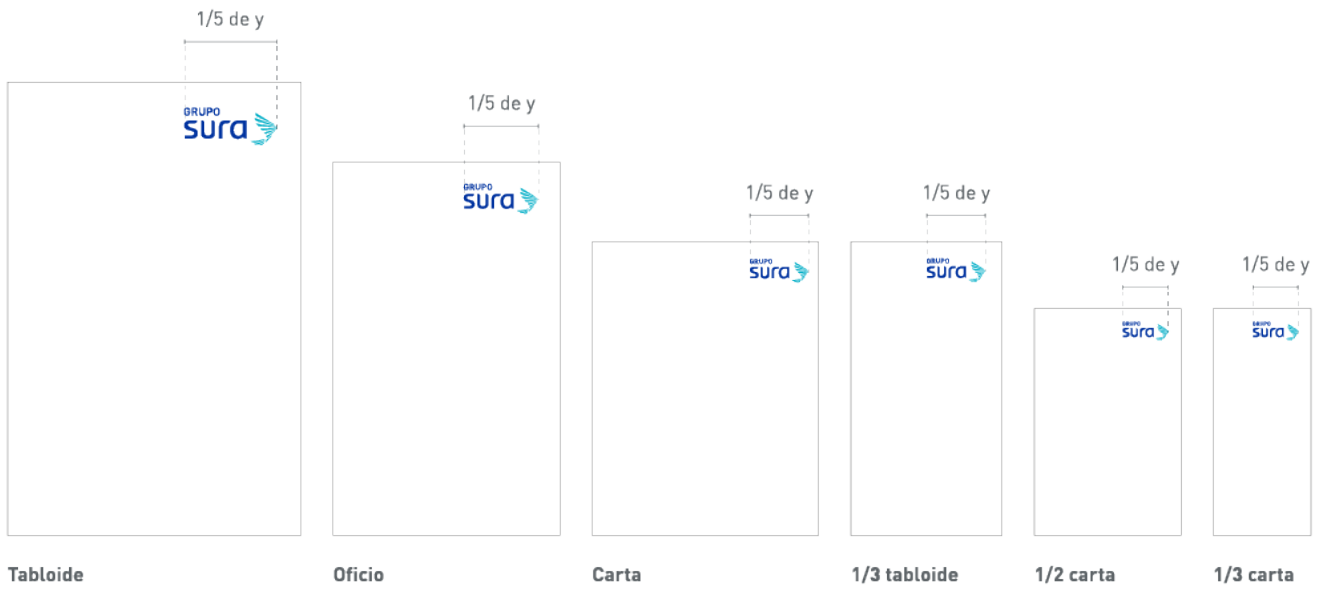 1/5 de y
GRUPO
sura
Tabloide
1/5 de y
GRUPO
sura
Oficio
1/5 de y
GRUPO
sura
Carta
1/5 de y
GRUPO
sura
1/3 tabloide
1/5 de y
GRUPO
sura
1/2 carta
1/5 de y
GRUPO
sura
1/3 carta